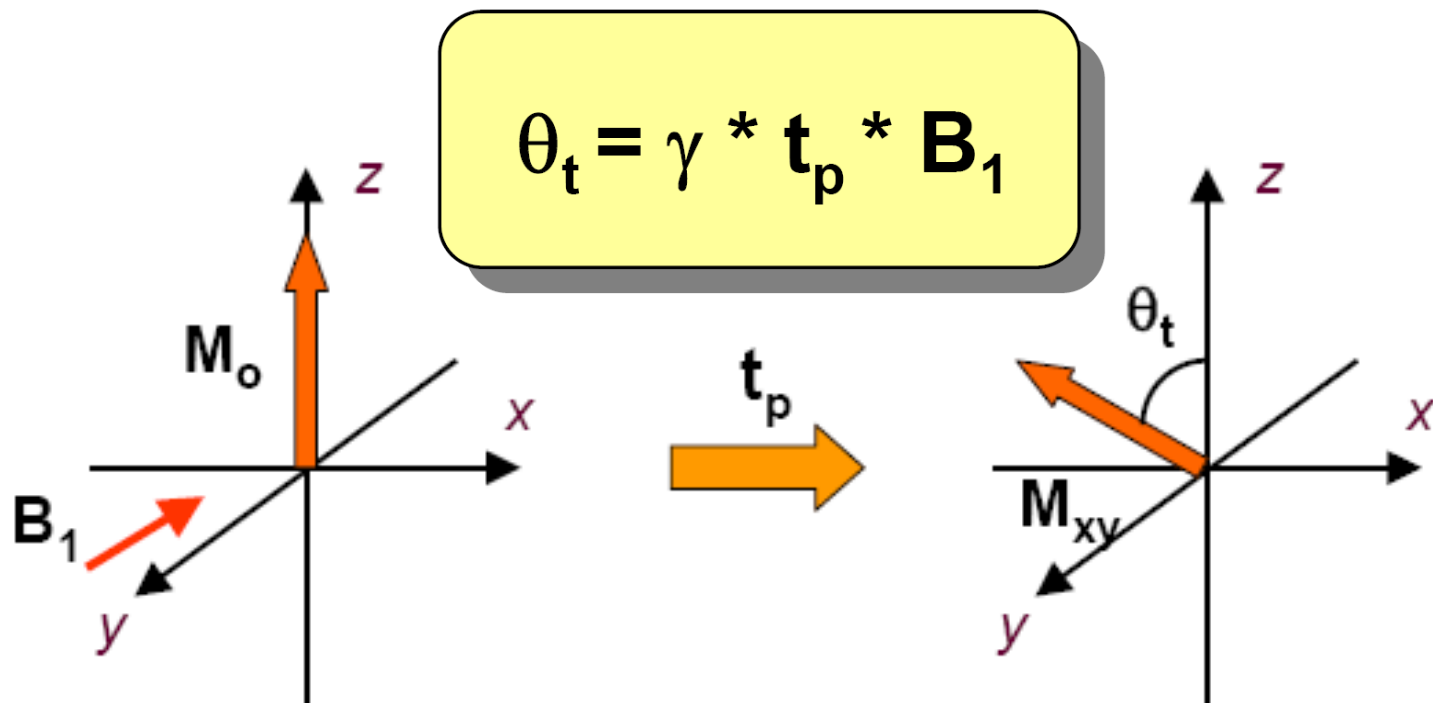 θt = γ * tp * B1
z
Mo
x
B1
y
tp
z
θt
x
Mxy
y